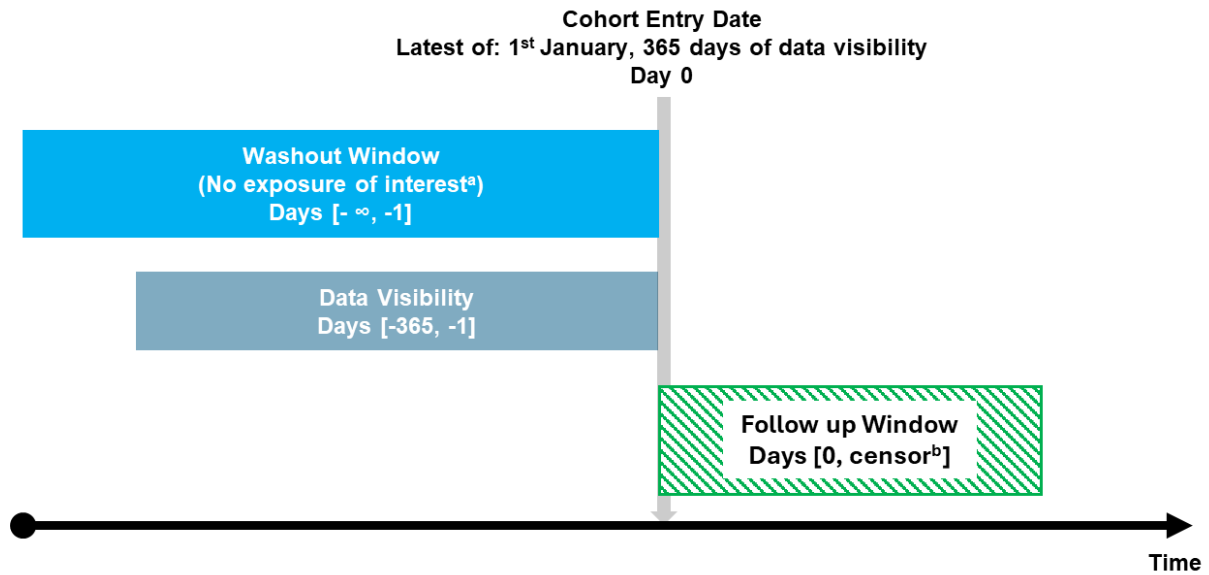 Cohort Entry Date
Latest of: 1st January, 365 days of data visibility
Day 0
Washout Window
(No exposure of interestª)
Days [- ∞, -1]
Data Visibility
Days [-365, -1]
Follow up Window
Days [0, censorᵇ]
Time